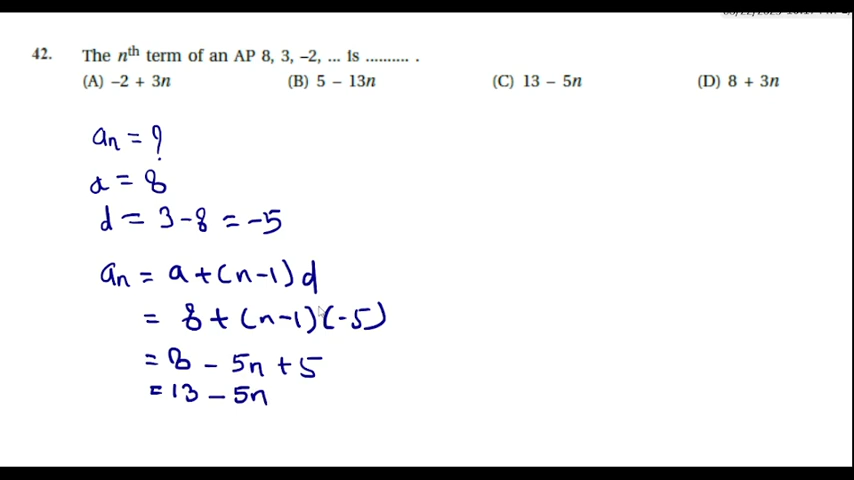 42. The nth term of an AP 8, 3, –2, ... is .......... .
(A) –2 + 3n (B) 5 – 13n (C) 13 – 5n (D) 8 + 3n
an = ?
a = 8
d = 3 - 8 = -5
an = a + (n-1) d
= 8 + (n-1) (-5)
= 8 - 5n + 5
= 13 - 5n